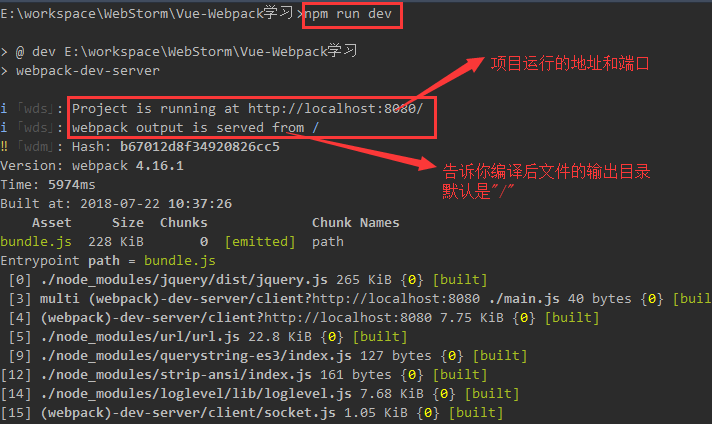 E:\workspace\WebStorm\Vue-Webpack学习>npm run dev
> @ dev E:\workspace\WebStorm\Vue-Webpack学习
> webpack-dev-server
项目运行的地址和端口
i ｢wds｣: Project is running at http://localhost:8080/
i ｢wds｣: webpack output is served from /
‼ ｢wdm｣: Hash: b67012d8f34920826cc5
Version: webpack 4.16.1
告诉你编译后文件的输出目录
Time: 5974ms
默认是"/"
Built at: 2018-07-22 10:37:26
Asset Size Chunks Chunk Names
bundle.js 228 KiB 0 [emitted] path
Entrypoint path = bundle.js
[0] ./node_modules/jquery/dist/jquery.js 265 KiB {0} [built]
[3] multi (webpack)-dev-server/client?http://localhost:8080 ./main.js 40 bytes {0} [buil
[4] (webpack)-dev-server/client?http://localhost:8080 7.75 KiB {0} [built]
[5] ./node_modules/url/url.js 22.8 KiB {0} [built]
[9] ./node_modules/querystring-es3/index.js 127 bytes {0} [built]
[12] ./node_modules/strip-ansi/index.js 161 bytes {0} [built]
[14] ./node_modules/loglevel/lib/loglevel.js 7.68 KiB {0} [built]
[15] (webpack)-dev-server/client/socket.js 1.05 KiB {0} [built]